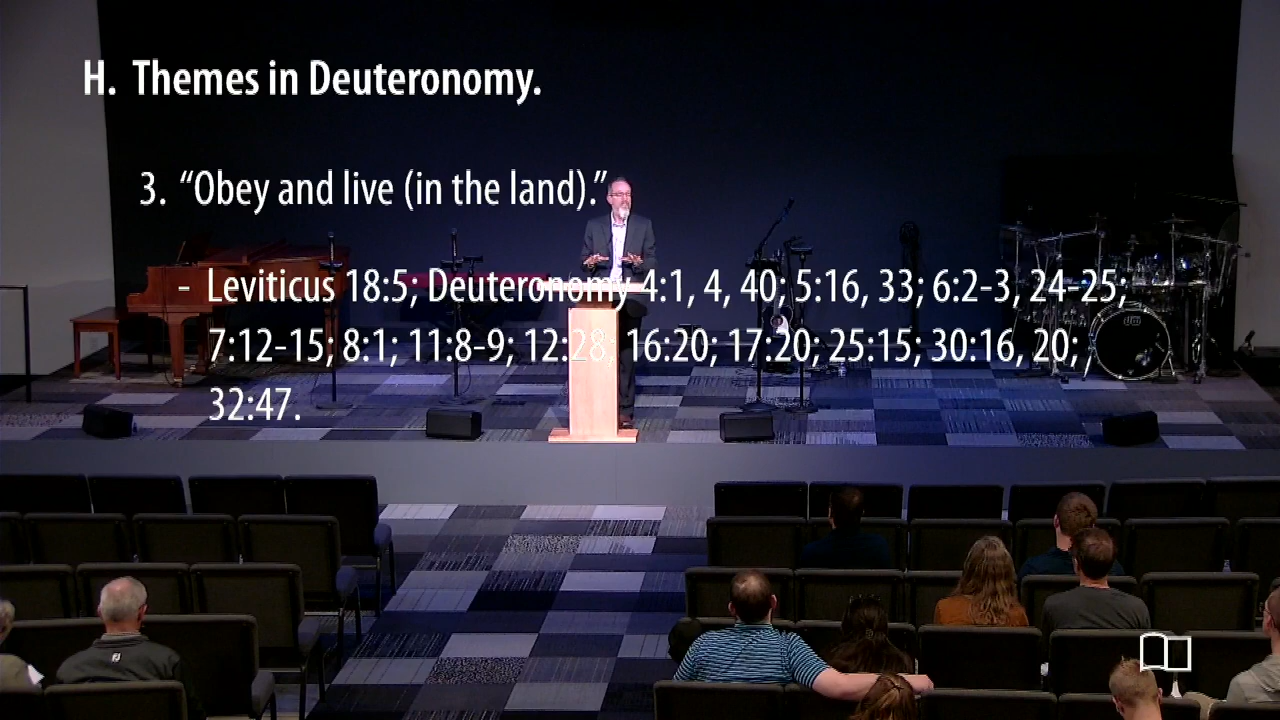 H. Themes in Deuteronomy.
3. “Obey and live (in the land).”
- Leviticus 18:5; Deuteronomy 4:1, 4, 40; 5:16, 33; 6:2-3, 24-25;
7:12-15; 8:1; 11:8-9; 12:28; 16:20; 17:20; 25:15; 30:16, 20;
32:47.